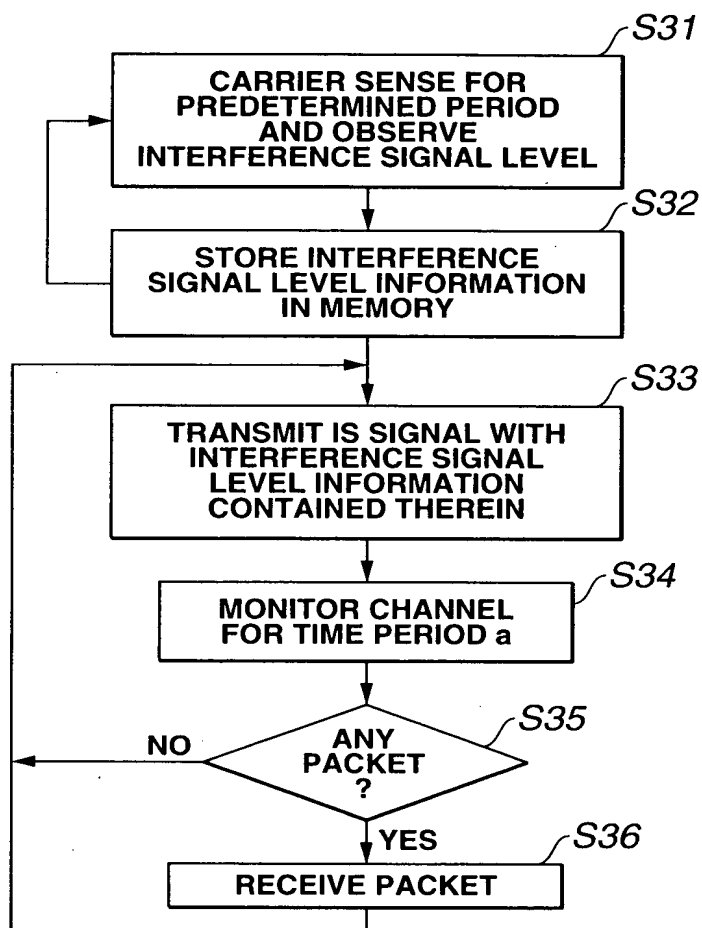 S31
CARRIER SENSE FOR
PREDETERMINED PERIOD
AND OBSERVE
INTERFERENCE SIGNAL LEVEL
S32
STORE INTERFERENCE
SIGNAL LEVEL INFORMATION
IN MEMORY
S33
TRANSMIT IS SIGNAL WITH
INTERFERENCE SIGNAL
LEVEL INFORMATION
CONTAINED THEREIN
S34
MONITOR CHANNEL
FOR TIME PERIOD a
S35
NO
ANY
PACKET
?
YES
S36
RECEIVE PACKET